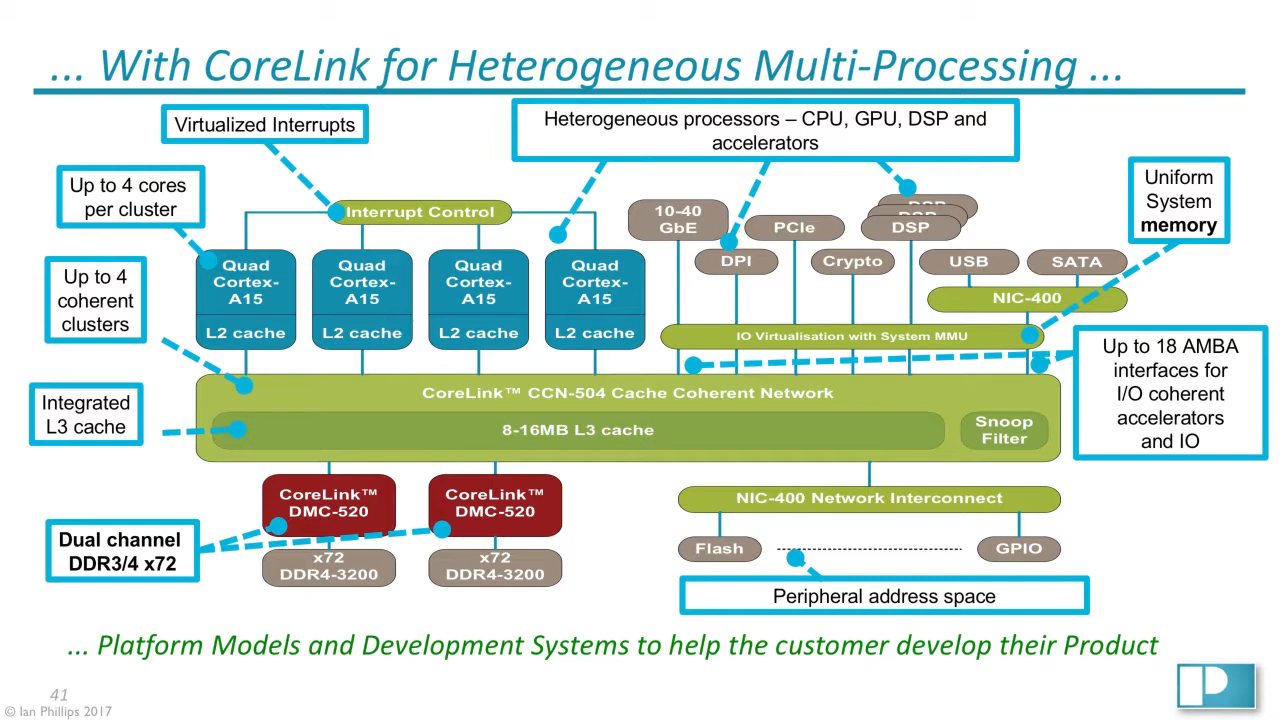 ... With CoreLink for Heterogeneous Multi-Processing ...
Virtualized Interrupts
Heterogeneous processors – CPU, GPU, DSP and
accelerators
Up to 4 cores
per cluster
Uniform
System
memory
Interrupt Control
10-40
GbE
PCIe
DSP
DSP
DSP
DPI
Crypto
USB
SATA
Quad
Cortex-
A15
L2 cache
Quad
Cortex-
A15
L2 cache
Quad
Cortex-
A15
L2 cache
Quad
Cortex-
A15
L2 cache
NIC-400
IO Virtualisation with System MMU
Up to 4
coherent
clusters
Up to 18 AMBA
interfaces for
I/O coherent
accelerators
and IO
CoreLink™ CCN-504 Cache Coherent Network
Integrated
L3 cache
8-16MB L3 cache
Snoop
Filter
CoreLink™
DMC-520
CoreLink™
DMC-520
NIC-400 Network Interconnect
Dual channel
DDR3/4 x72
x72
DDR4-3200
x72
DDR4-3200
Flash
GPIO
Peripheral address space
... Platform Models and Development Systems to help the customer develop their Product
41
© Ian Phillips 2017